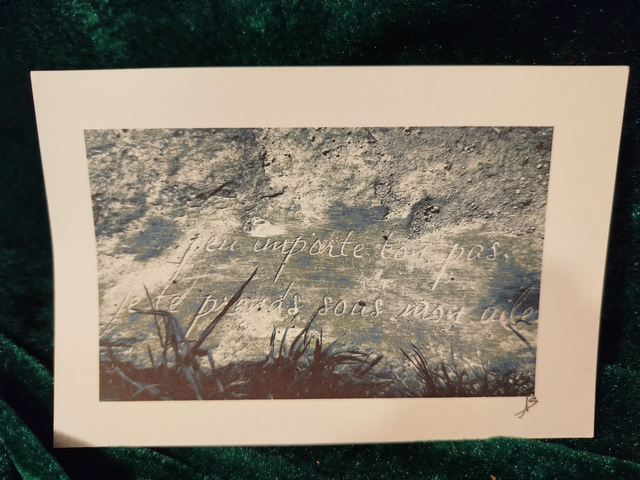 peu importe ton pas.
je te prends sous mon aile